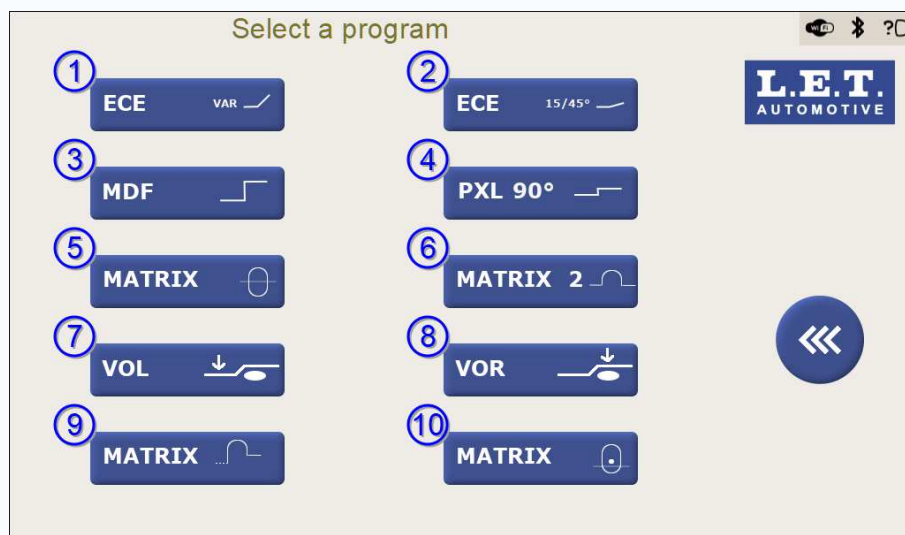 Select a program
WiFi
?
L.E.T.
AUTOMOTIVE
1
ECE VAR
2
ECE 15/45°
3
MDF
4
PXL 90°
5
MATRIX
6
MATRIX 2
7
VOL
8
VOR
9
MATRIX ...
10
MATRIX